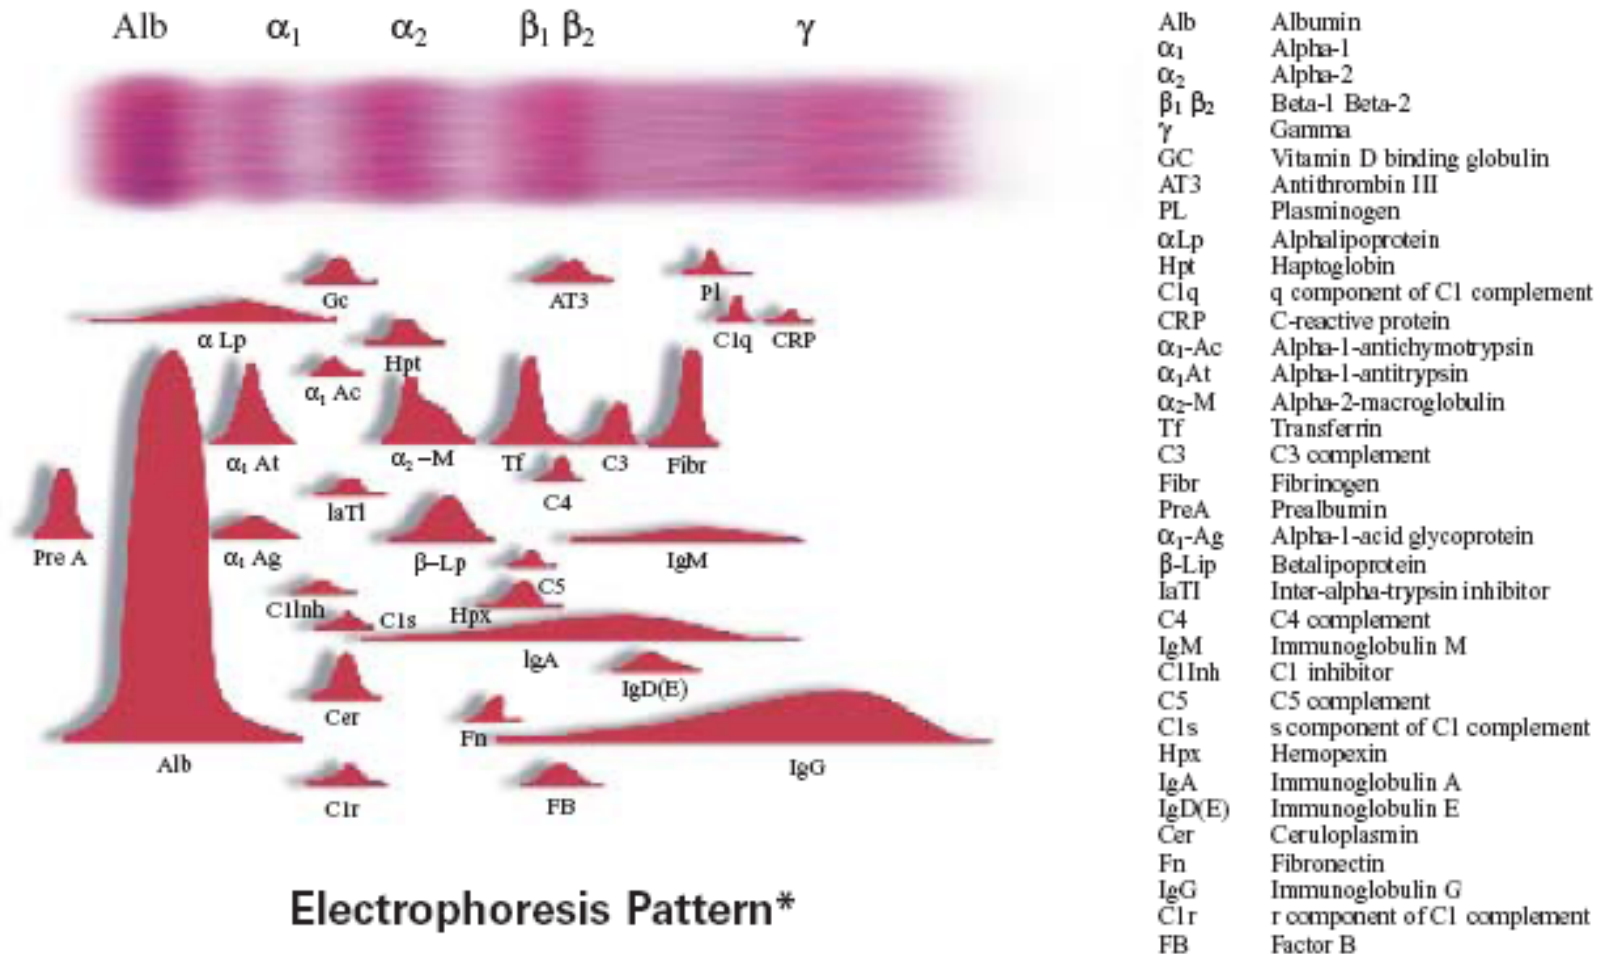 Alb α₁ α₂ β₁ β₂ γ
Gc
AT3
Pl
α Lp
Hpt
C1q CRP
α₁ Ac
α₁ At
α₂ –M
Tf
C3
Fibr
C4
IaTI
Pre A
α₁ Ag
β–Lp
IgM
C5
C1Inh
C1s
Hpx
IgA
IgD(E)
Cer
Fn
Alb
IgG
C1r
FB
Electrophoresis Pattern*
Alb Albumin
α₁ Alpha-1
α₂ Alpha-2
β₁ β₂ Beta-1 Beta-2
γ Gamma
GC Vitamin D binding globulin
AT3 Antithrombin III
PL Plasminogen
αLp Alphalipoprotein
Hpt Haptoglobin
C1q q component of C1 complement
CRP C-reactive protein
α₁-Ac Alpha-1-antichymotrypsin
α₁At Alpha-1-antitrypsin
α₂-M Alpha-2-macroglobulin
Tf Transferrin
C3 C3 complement
Fibr Fibrinogen
PreA Prealbumin
α₁-Ag Alpha-1-acid glycoprotein
β-Lip Betalipoprotein
IaTI Inter-alpha-trypsin inhibitor
C4 C4 complement
IgM Immunoglobulin M
C1Inh C1 inhibitor
C5 C5 complement
C1s s component of C1 complement
Hpx Hemopexin
IgA Immunoglobulin A
IgD(E) Immunoglobulin E
Cer Ceruloplasmin
Fn Fibronectin
IgG Immunoglobulin G
C1r r component of C1 complement
FB Factor B